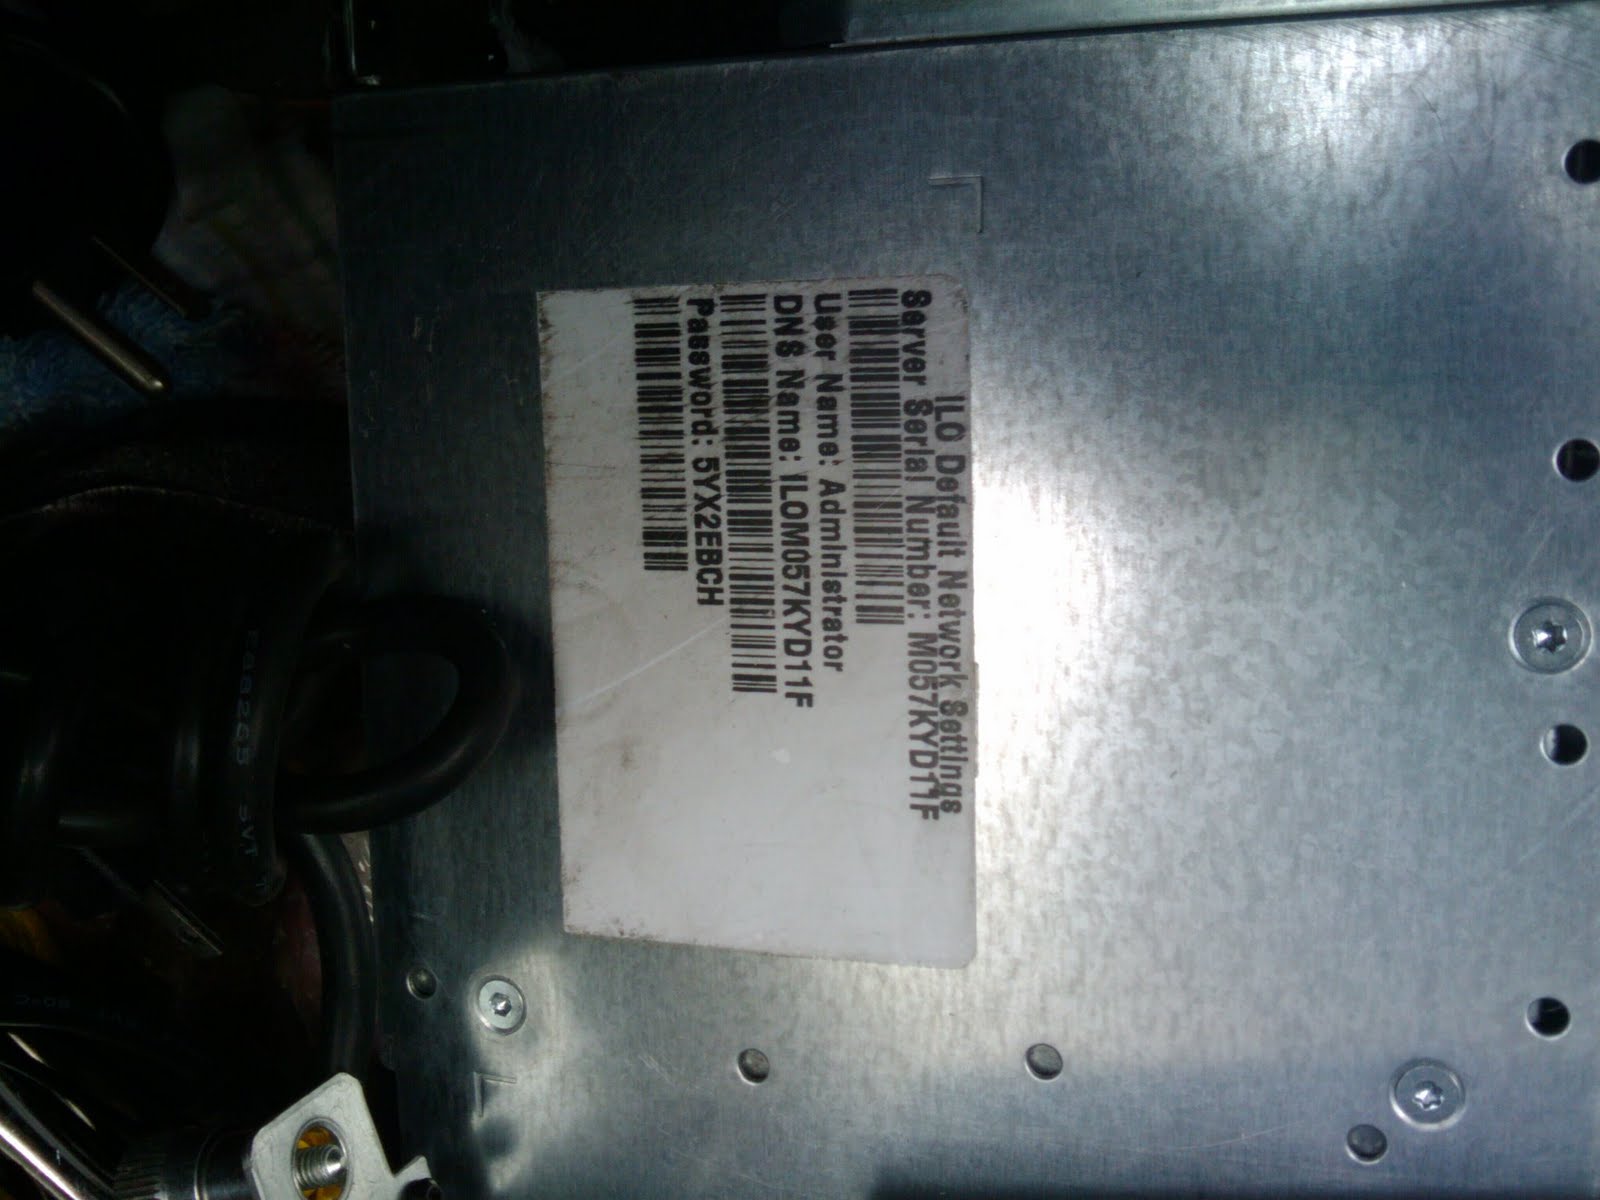 iLO Default Network Settings
Server Serial Number: M057KYD11F
User Name: Administrator
DNS Name: ILOM057KYD11F
Password: 5YX2EBCH